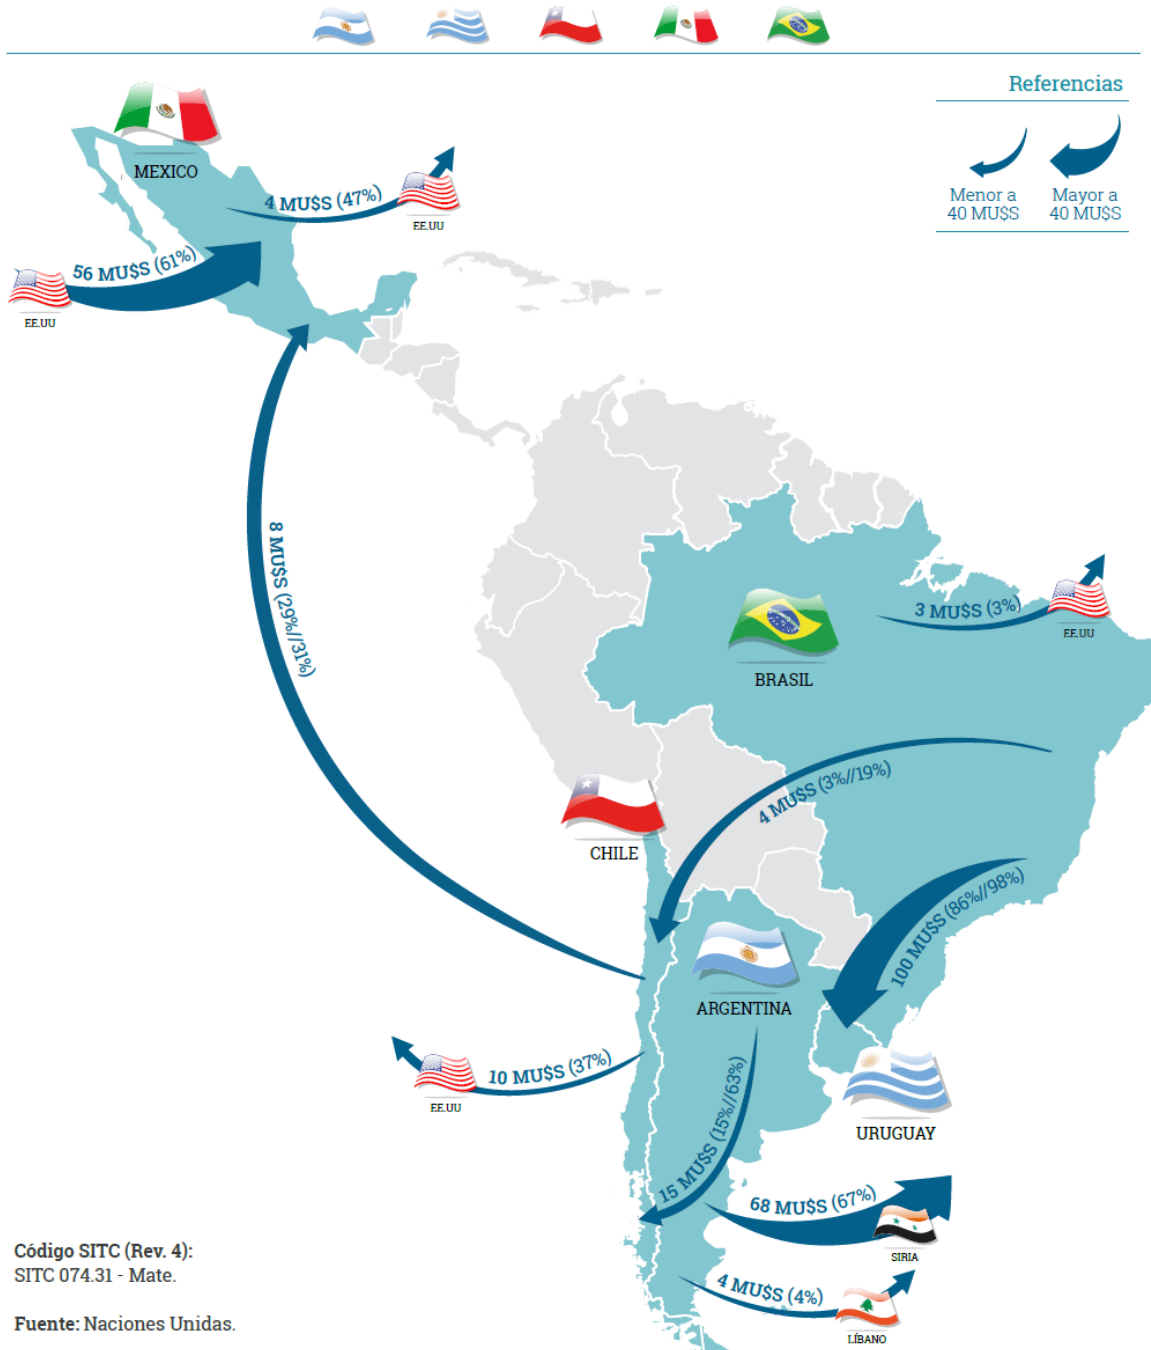 Referencias
Menor a
40 MU$S
Mayor a
40 MU$S
MEXICO
4 MU$S (47%)
EE.UU
56 MU$S (61%)
EE.UU
8 MU$S (29%//31%)
BRASIL
3 MU$S (3%)
EE.UU
4 MU$S (3%//19%)
CHILE
100 MU$S (86%//98%)
ARGENTINA
10 MU$S (37%)
EE.UU
15 MU$S (15%//63%)
URUGUAY
68 MU$S (67%)
SIRIA
4 MU$S (4%)
LÍBANO
Código SITC (Rev. 4):
SITC 074.31 - Mate.
Fuente: Naciones Unidas.